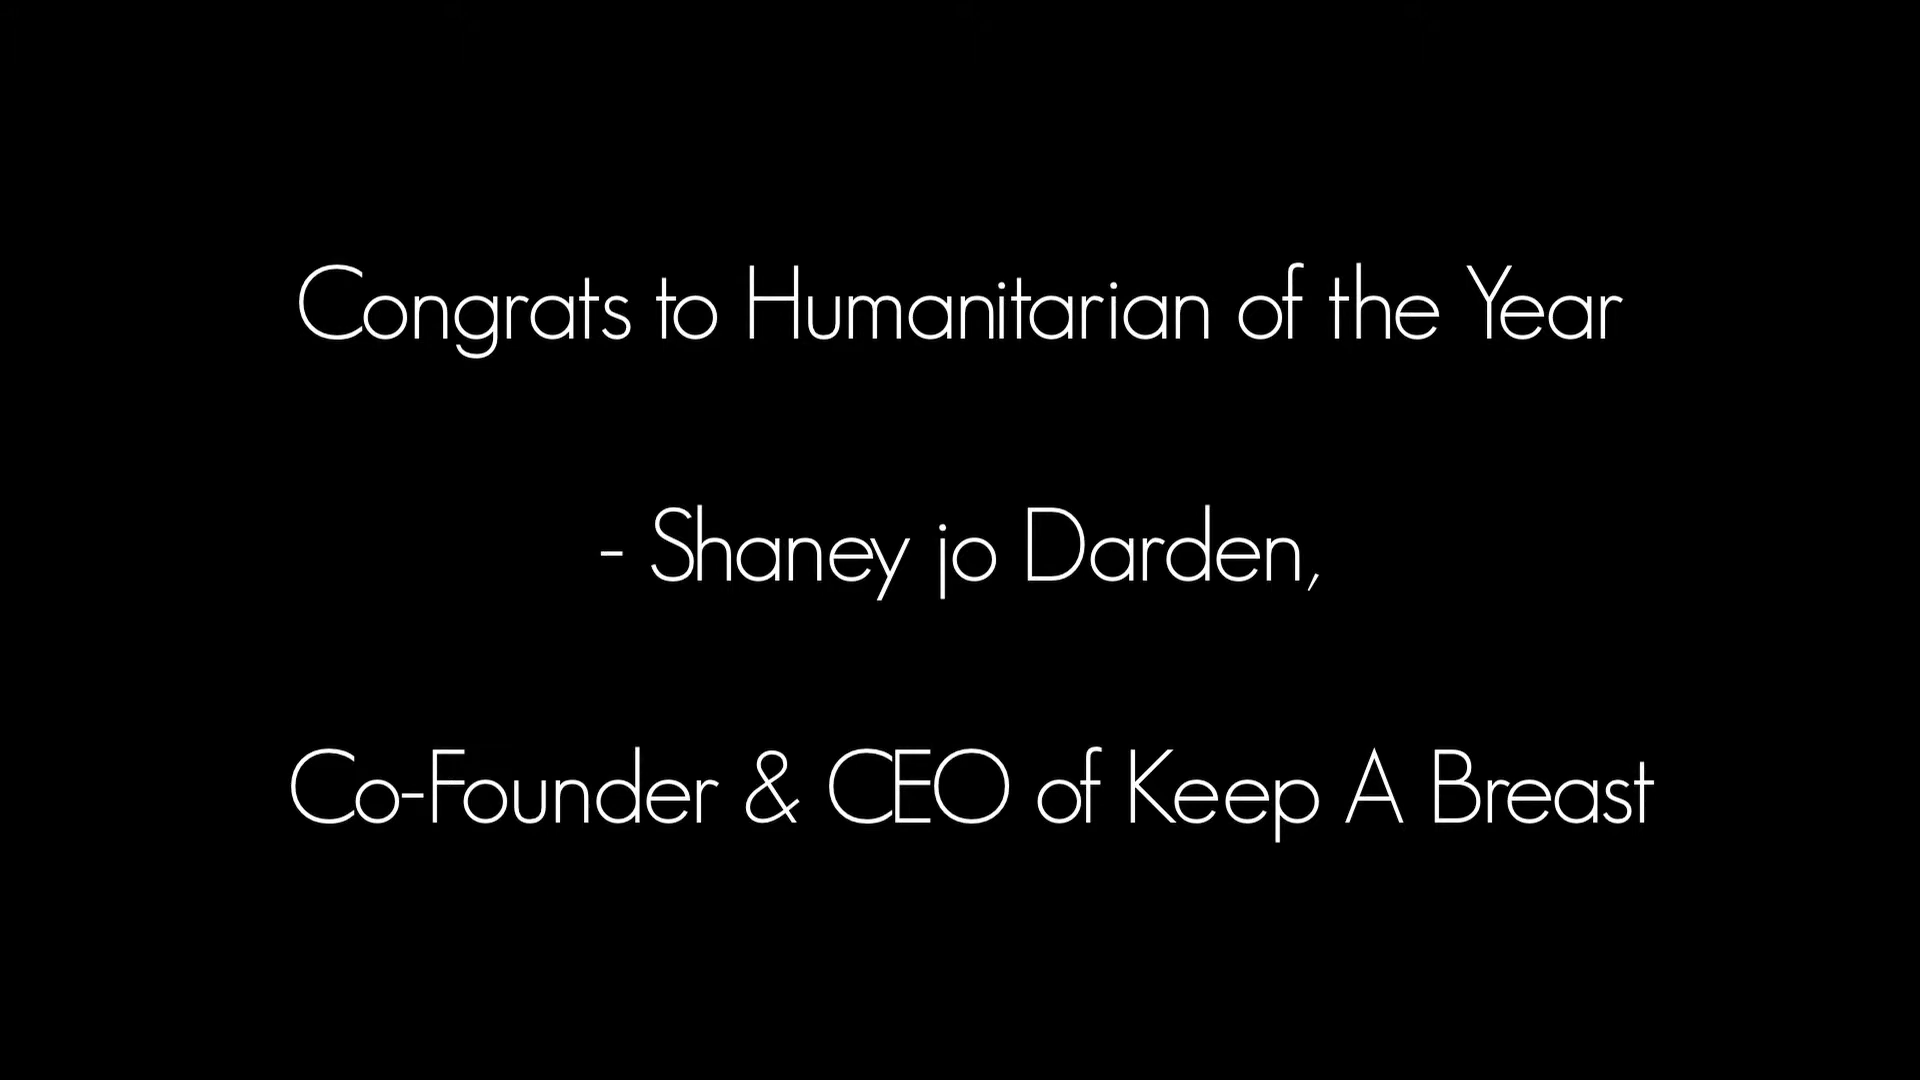 Congrats to Humanitarian of the Year
- Shaney jo Darden,
Co-Founder & CEO of Keep A Breast